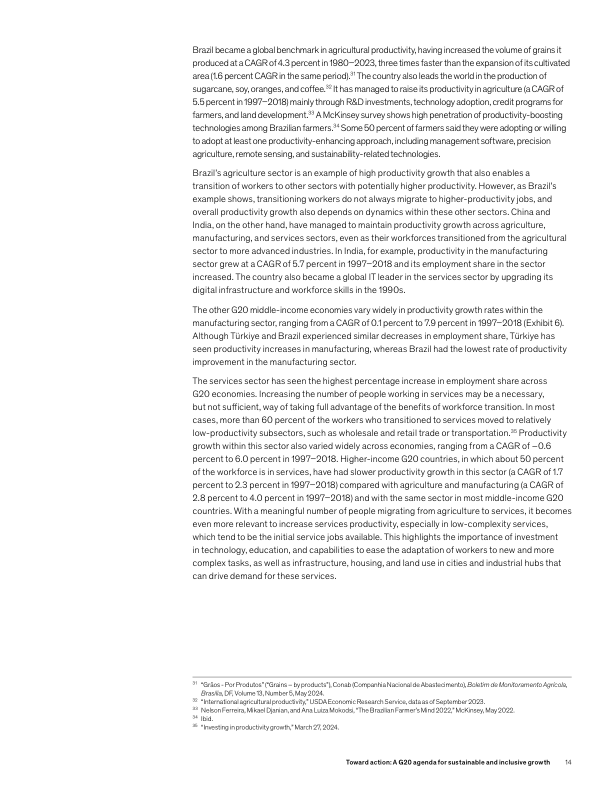 Brazil became a global benchmark in agricultural productivity, having increased the volume of grains it
produced at a CAGR of 4.3 percent in 1980–2023, three times faster than the expansion of its cultivated
area (1.6 percent CAGR in the same period).31 The country also leads the world in the production of
sugarcane, soy, oranges, and coffee.32 It has managed to raise its productivity in agriculture (a CAGR of
5.5 percent in 1997–2018) mainly through R&D investments, technology adoption, credit programs for
farmers, and land development.33 A McKinsey survey shows high penetration of productivity-boosting
technologies among Brazilian farmers.34 Some 50 percent of farmers said they were adopting or willing
to adopt at least one productivity-enhancing approach, including management software, precision
agriculture, remote sensing, and sustainability-related technologies.
Brazil's agriculture sector is an example of high productivity growth that also enables a
transition of workers to other sectors with potentially higher productivity. However, as Brazil's
example shows, transitioning workers do not always migrate to higher-productivity jobs, and
overall productivity growth also depends on dynamics within these other sectors. China and
India, on the other hand, have managed to maintain productivity growth across agriculture,
manufacturing, and services sectors, even as their workforces transitioned from the agricultural
sector to more advanced industries. In India, for example, productivity in the manufacturing
sector grew at a CAGR of 5.7 percent in 1997–2018 and its employment share in the sector
increased. The country also became a global IT leader in the services sector by upgrading its
digital infrastructure and workforce skills in the 1990s.
The other G20 middle-income economies vary widely in productivity growth rates within the
manufacturing sector, ranging from a CAGR of 0.1 percent to 7.9 percent in 1997–2018 (Exhibit 6).
Although Türkiye and Brazil experienced similar decreases in employment share, Türkiye has
seen productivity increases in manufacturing, whereas Brazil had the lowest rate of productivity
improvement in the manufacturing sector.
The services sector has seen the highest percentage increase in employment share across
G20 economies. Increasing the number of people working in services may be a necessary,
but not sufficient, way of taking full advantage of the benefits of workforce transition. In most
cases, more than 60 percent of the workers who transitioned to services moved to relatively
low-productivity subsectors, such as wholesale and retail trade or transportation.35 Productivity
growth within this sector also varied widely across economies, ranging from a CAGR of –0.6
percent to 6.0 percent in 1997–2018. Higher-income G20 countries, in which about 50 percent
of the workforce is in services, have had slower productivity growth in this sector (a CAGR of 1.7
percent to 2.3 percent in 1997–2018) compared with agriculture and manufacturing (a CAGR of
2.8 percent to 4.0 percent in 1997–2018) and with the same sector in most middle-income G20
countries. With a meaningful number of people migrating from agriculture to services, it becomes
even more relevant to increase services productivity, especially in low-complexity services,
which tend to be the initial service jobs available. This highlights the importance of investment
in technology, education, and capabilities to ease the adaptation of workers to new and more
complex tasks, as well as infrastructure, housing, and land use in cities and industrial hubs that
can drive demand for these services.
31 "Grãos - Por Produtos" ("Grains – by products"), Conab (Companhia Nacional de Abastecimento), Boletim de Monitoramento Agrícola,
Brasília, DF, Volume 13, Number 5, May 2024.
32 "International agricultural productivity," USDA Economic Research Service, data as of September 2023.
33 Nelson Ferreira, Mikael Djanian, and Ana Luiza Mokodsi, "The Brazilian Farmer's Mind 2022," McKinsey, May 2022.
34 Ibid.
35 "Investing in productivity growth," March 27, 2024.
Toward action: A G20 agenda for sustainable and inclusive growth 14